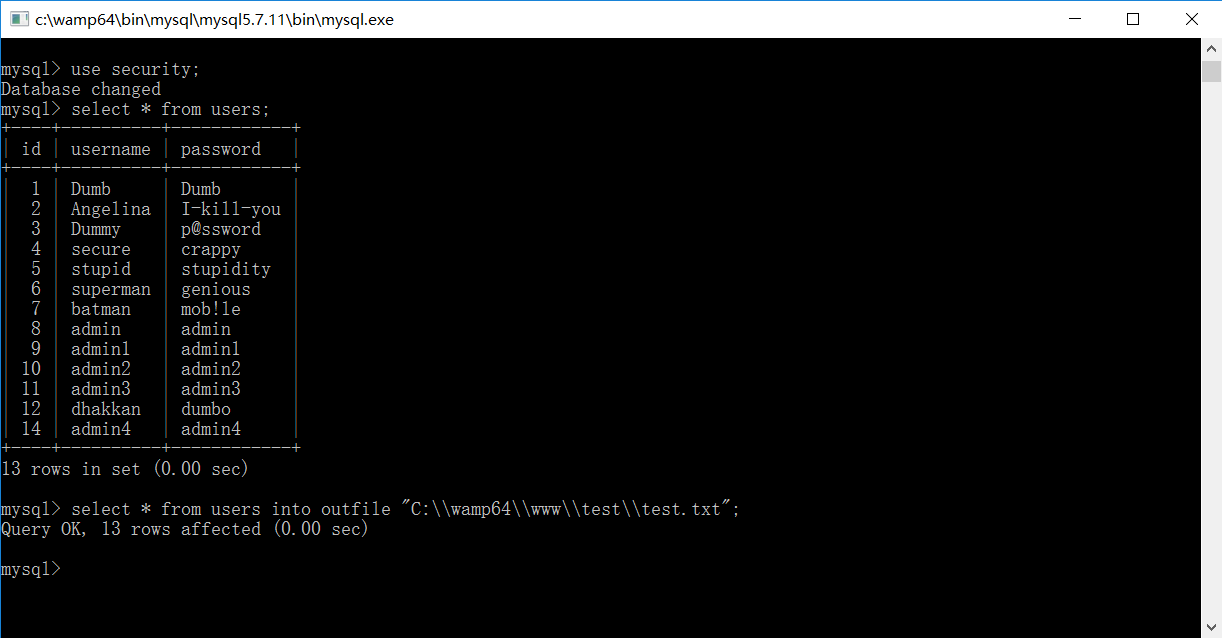 c:\wamp64\bin\mysql\mysql5.7.11\bin\mysql.exe
mysql> use security;
Database changed
mysql> select * from users;
+----+----------+------------+
| id | username | password   |
+----+----------+------------+
|  1 | Dumb     | Dumb       |
|  2 | Angelina | I-kill-you |
|  3 | Dummy    | p@ssword   |
|  4 | secure   | crappy     |
|  5 | stupid   | stupidity  |
|  6 | superman | genious    |
|  7 | batman   | mob!le     |
|  8 | admin    | admin      |
|  9 | admin1   | admin1     |
| 10 | admin2   | admin2     |
| 11 | admin3   | admin3     |
| 12 | dhakkan  | dumbo      |
| 14 | admin4   | admin4     |
+----+----------+------------+
13 rows in set (0.00 sec)
mysql> select * from users into outfile "C:\\wamp64\\www\\test\\test.txt";
Query OK, 13 rows affected (0.00 sec)
mysql>